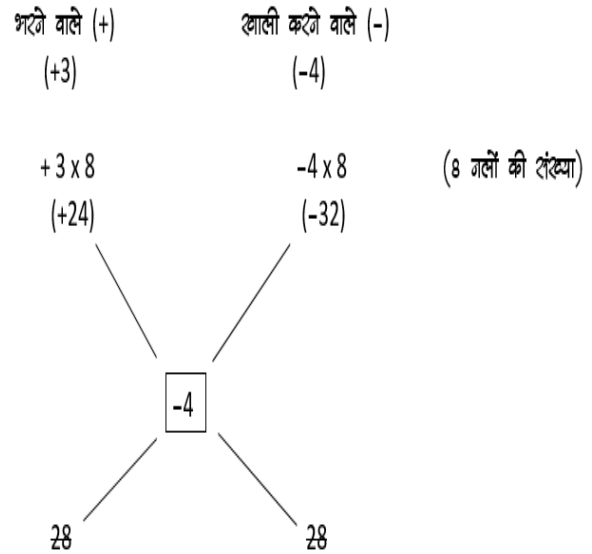 भरने वाले (+) खाली करने वाले (–)
(+3) (–4)
+ 3 x 8 –4 x 8 (8 नलों की संख्या)
(+24) (–32)
–4
28 28